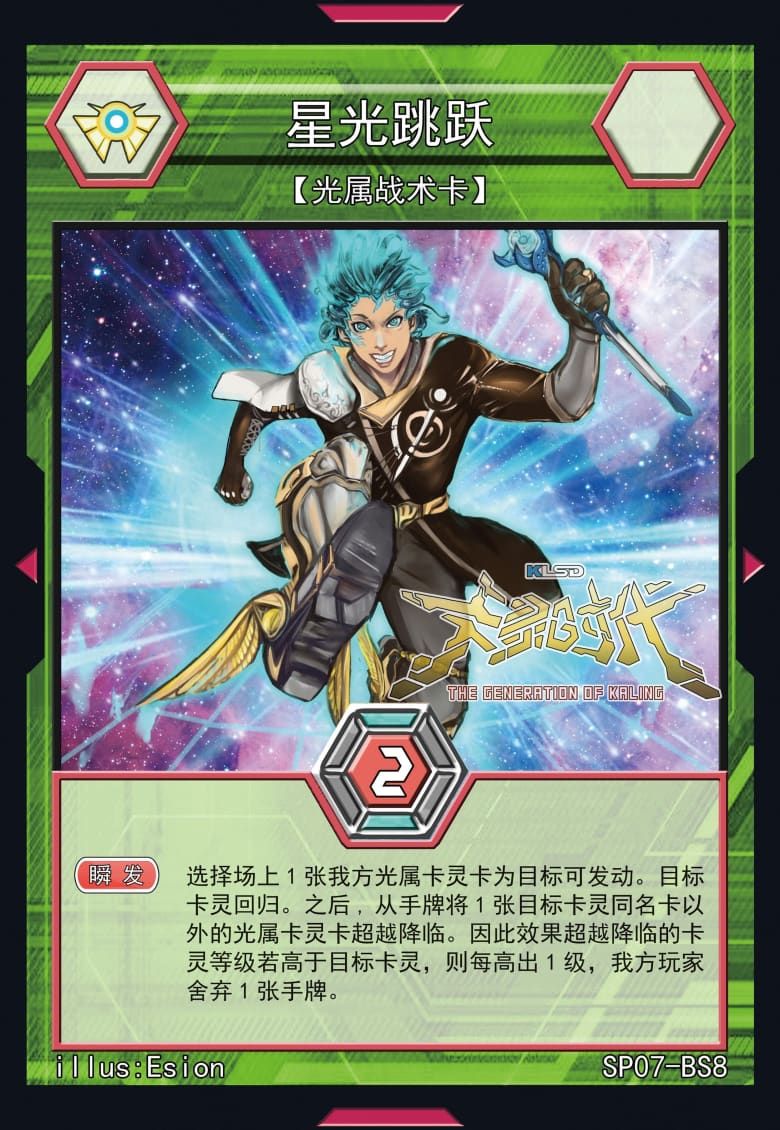 星光跳跃
【光属战术卡】
KLSD
卡灵时代
THE GENERATION OF KALING
2
瞬发
选择场上1张我方光属卡灵卡为目标可发动。目标
卡灵回归。之后，从手牌将1张目标卡灵同名卡以
外的光属卡灵卡超越降临。因此效果超越降临的卡
灵等级若高于目标卡灵，则每高出1级，我方玩家
舍弃1张手牌。
illus:Esion
SP07-BS8